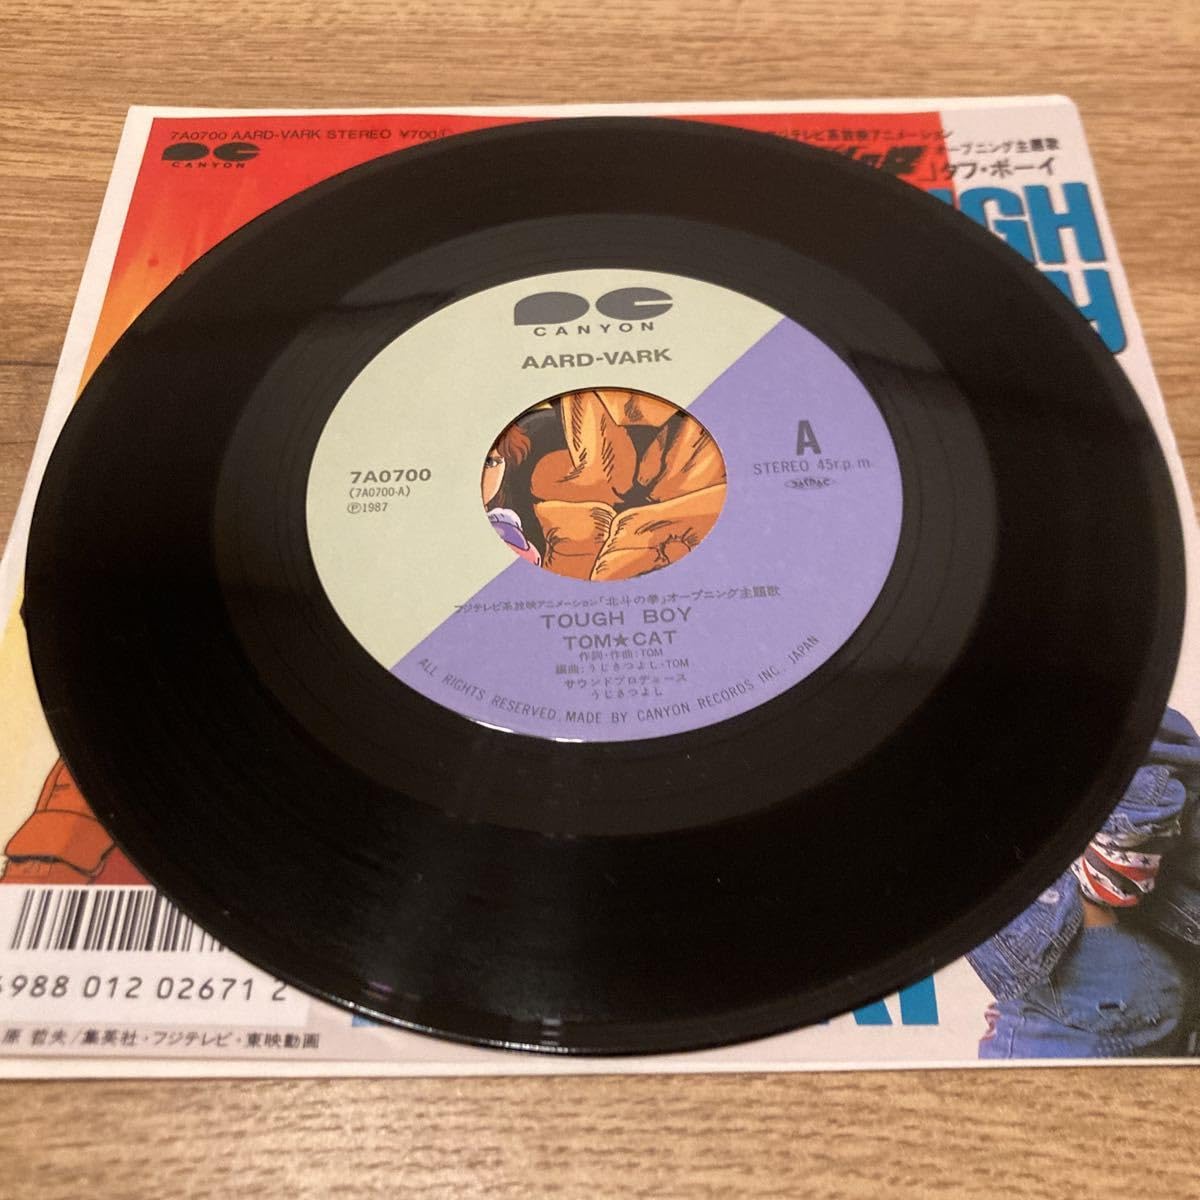 7A0700 AARD-VARK STEREO ¥700
CANYON
フジテレビ系放映アニメーション
オープニング主題歌
」タフ・ボーイ
CANYON
AARD-VARK
7A0700
(7A0700-A)
Ⓟ1987
A
STEREO 45r.p.m.
フジテレビ系放映アニメーション「北斗の拳」オープニング主題歌
TOUGH BOY
TOM★CAT
作詞・作曲:TOM
編曲:うじきつよし・TOM
サウンドプロデュース
うじきつよし
ALL RIGHTS RESERVED. MADE BY CANYON RECORDS INC. JAPAN
4988 012 02671 2
原 哲夫/集英社・フジテレビ・東映動画